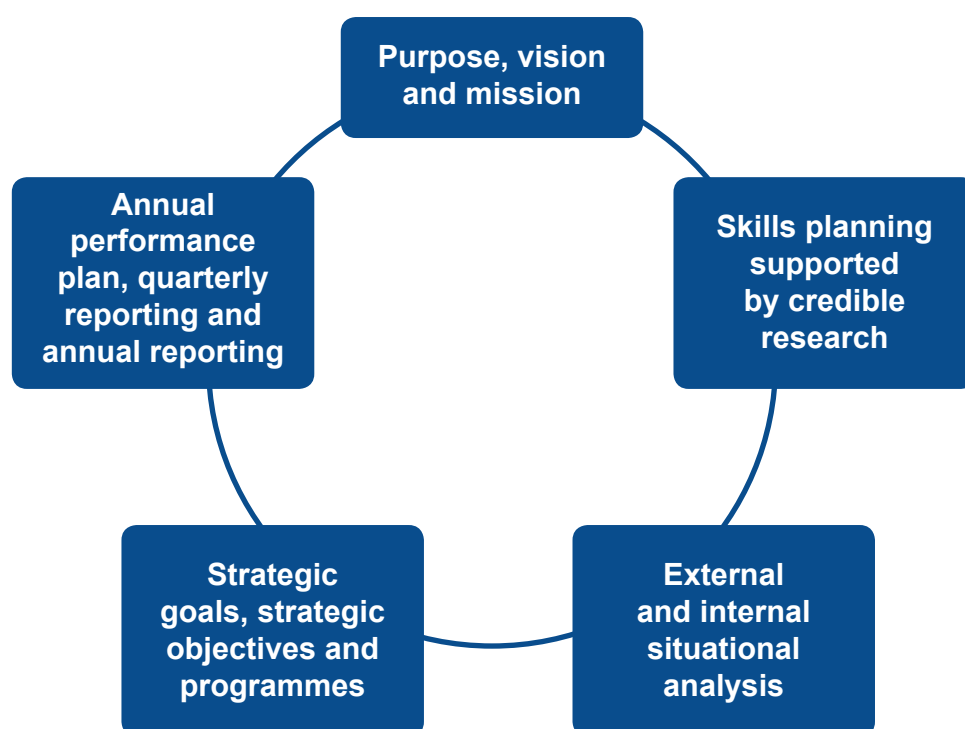 Purpose, vision
and mission
Skills planning
supported
by credible
research
External
and internal
situational
analysis
Strategic
goals, strategic
objectives and
programmes
Annual
performance
plan, quarterly
reporting and
annual reporting